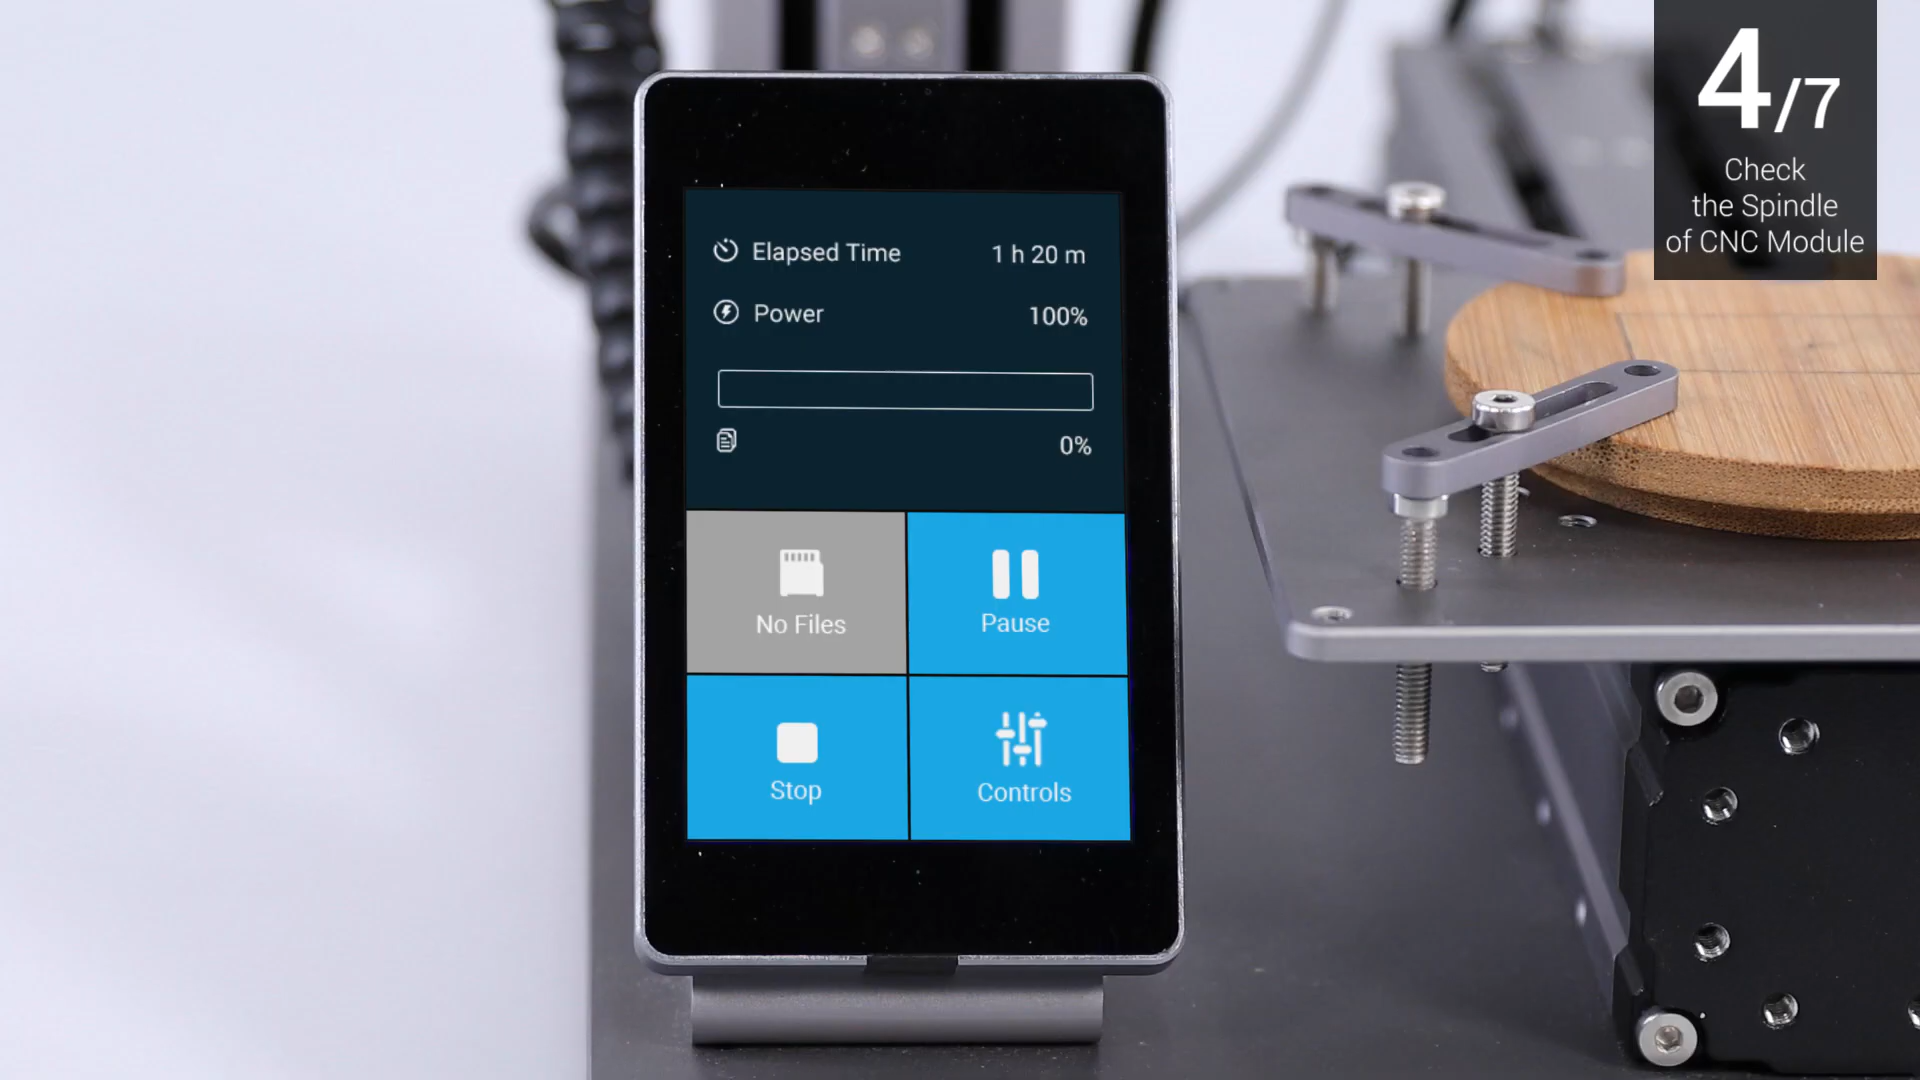 4/7
Check
the Spindle
of CNC Module
Elapsed Time 1 h 20 m
Power 100%
0%
No Files Pause
Stop Controls